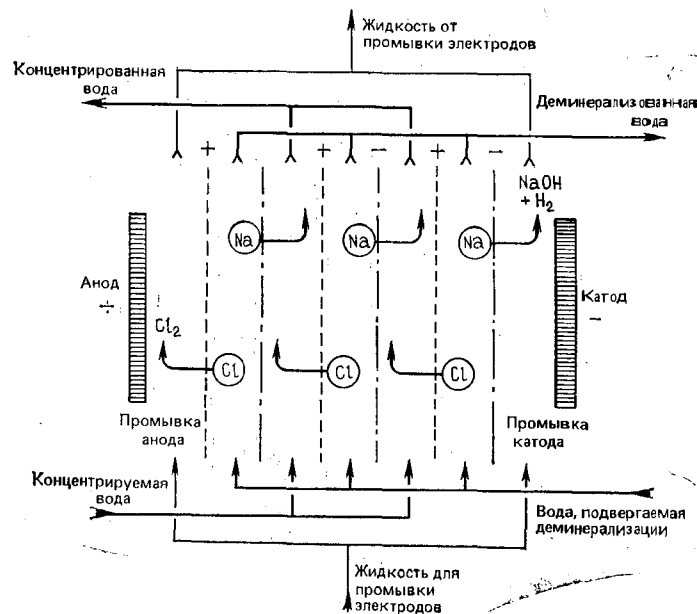 Жидкость от
промывки электродов
Концентрированная
вода
Деминерализованная
вода
+ + − + −
NaOH
+ H₂
Na Na Na
Анод
+
Катод
−
Cl₂
Cl Cl Cl
Промывка
анода
Промывка
катода
Концентрируемая
вода
Вода, подвергаемая
деминерализации
Жидкость для
промывки
электродов